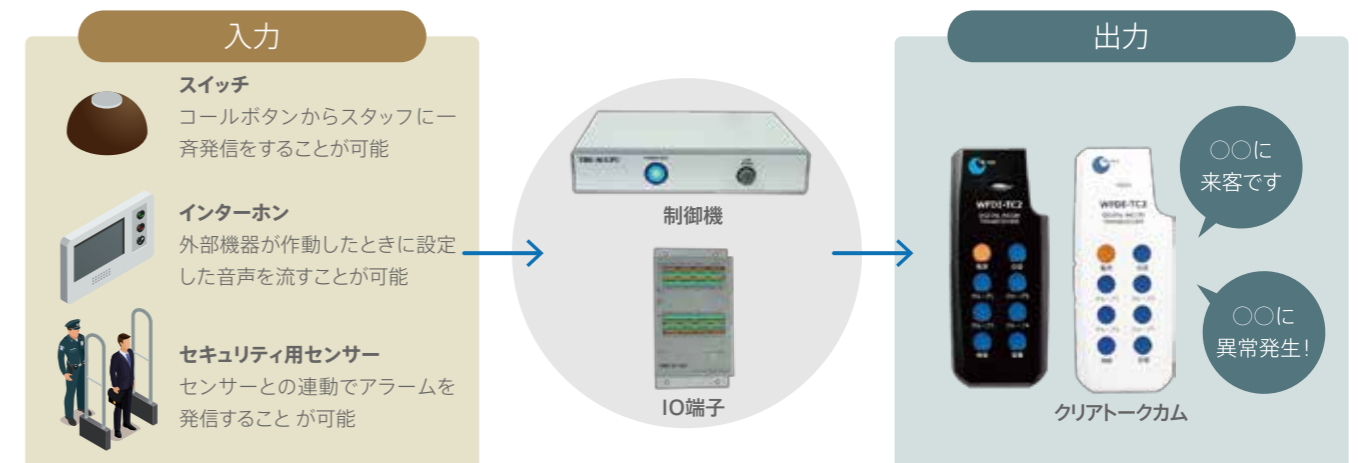 入力
スイッチ
コールボタンからスタッフに一
斉発信をすることが可能
インターホン
外部機器が作動したときに設定
した音声を流すことが可能
セキュリティ用センサー
センサーとの連動でアラームを
発信すること が可能
制御機
IO端子
出力
WFDI-TC2
WFDI-TC2
○○に
来客です
○○に
異常発生!
クリアトークカム